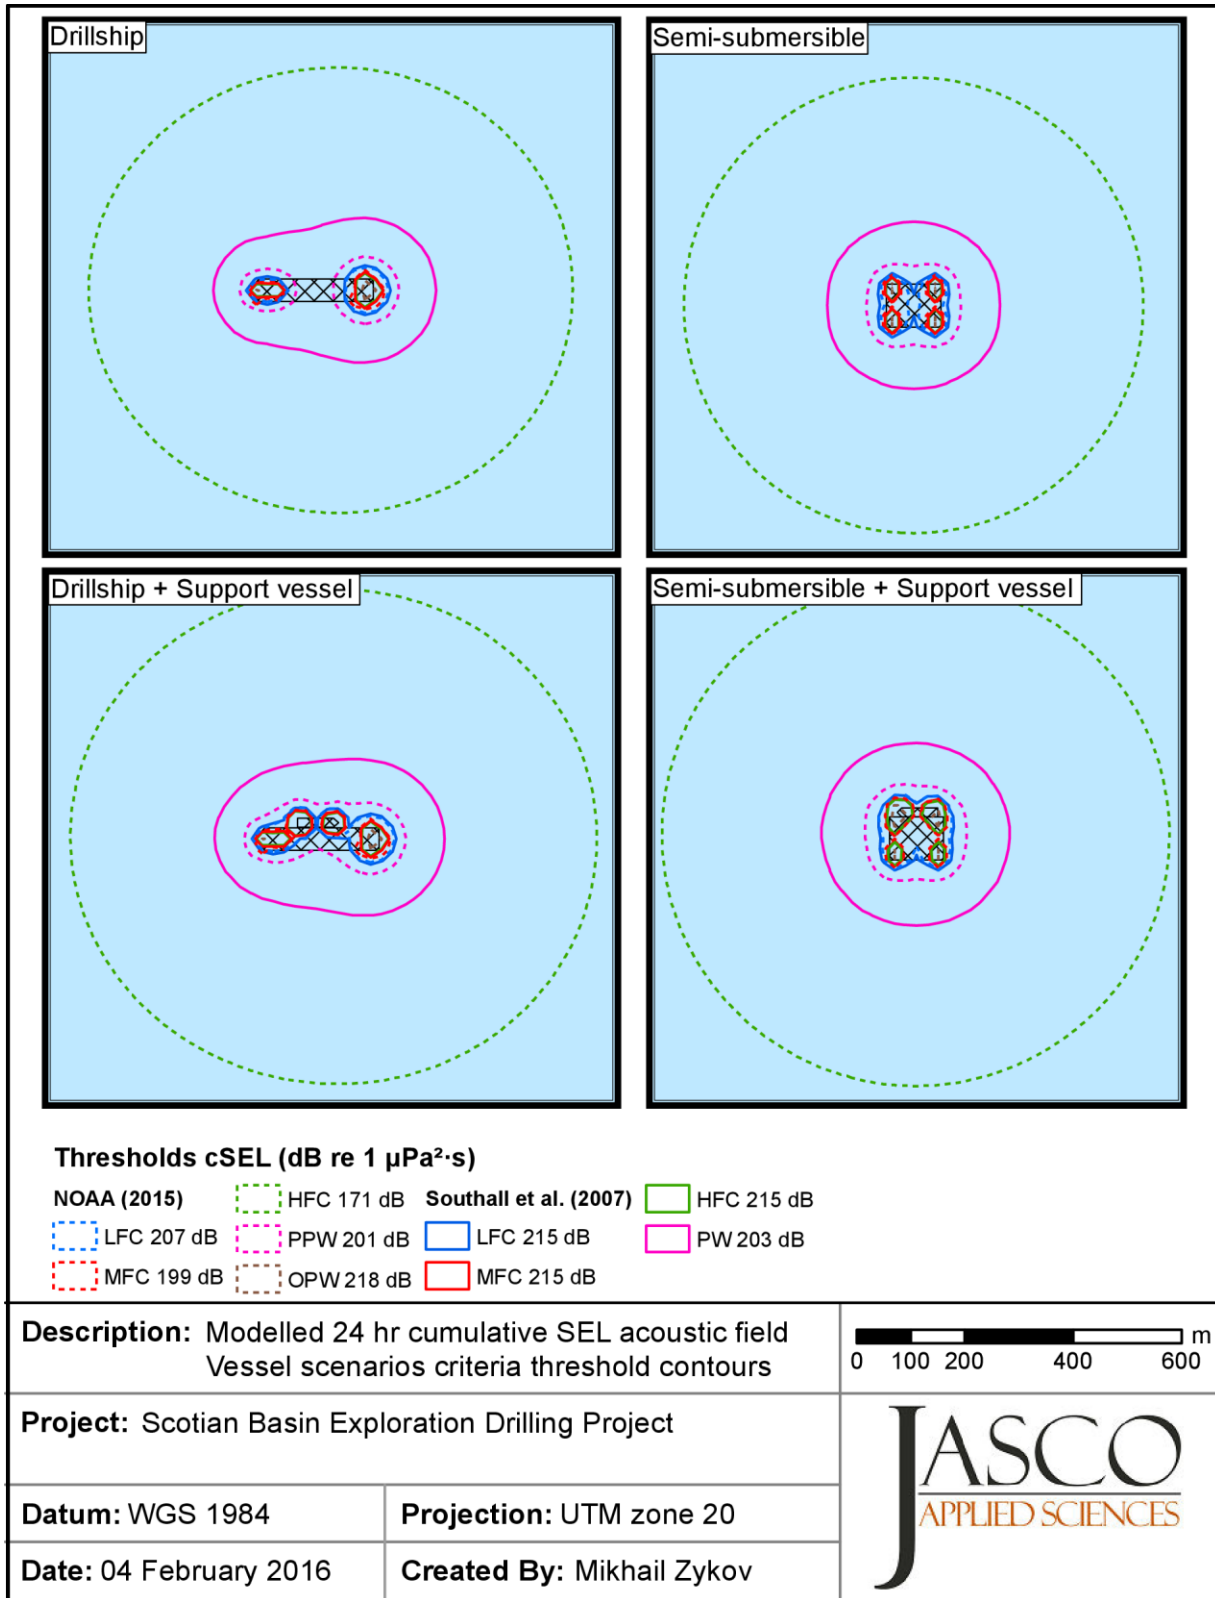 Drillship
Semi-submersible
Drillship + Support vessel
Semi-submersible + Support vessel
Thresholds cSEL (dB re 1 µPa²·s)
NOAA (2015)
LFC 207 dB
MFC 199 dB
HFC 171 dB
PPW 201 dB
OPW 218 dB
Southall et al. (2007)
LFC 215 dB
MFC 215 dB
HFC 215 dB
PW 203 dB
Description: Modelled 24 hr cumulative SEL acoustic field
Vessel scenarios criteria threshold contours
m
0 100 200 400 600
Project: Scotian Basin Exploration Drilling Project
Datum: WGS 1984
Projection: UTM zone 20
Date: 04 February 2016
Created By: Mikhail Zykov
JASCO
APPLIED SCIENCES